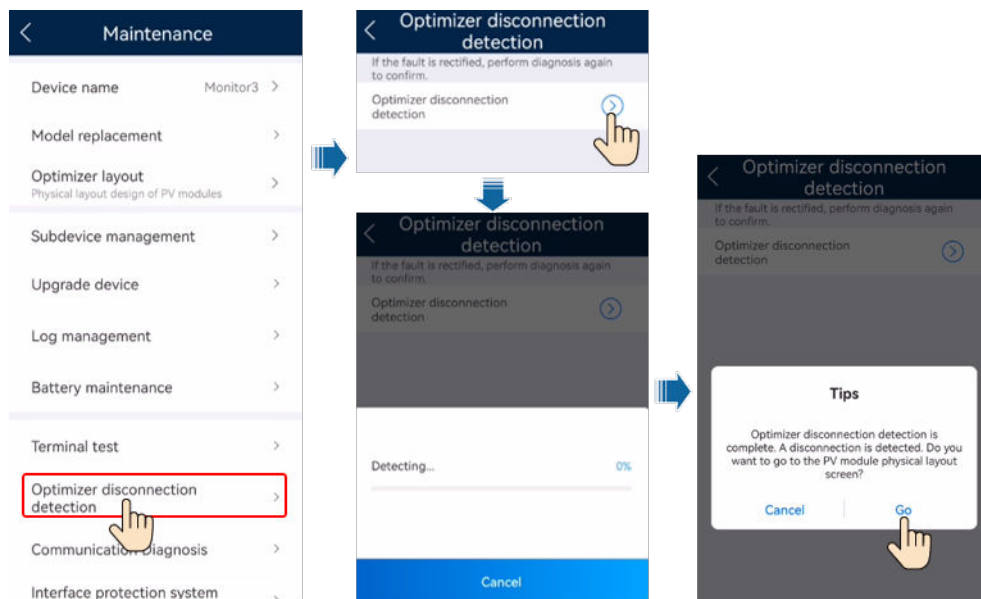 Maintenance
Device name
Monitor3
Model replacement
Optimizer layout
Physical layout design of PV modules
Subdevice management
Upgrade device
Log management
Battery maintenance
Terminal test
Optimizer disconnection
detection
Communication Diagnosis
Interface protection system
Optimizer disconnection
detection
If the fault is rectified, perform diagnosis again
to confirm.
Optimizer disconnection
detection
Optimizer disconnection
detection
If the fault is rectified, perform diagnosis again
to confirm.
Optimizer disconnection
detection
Detecting...
0%
Cancel
Optimizer disconnection
detection
If the fault is rectified, perform diagnosis again
to confirm.
Optimizer disconnection
detection
Tips
Optimizer disconnection detection is
complete. A disconnection is detected. Do you
want to go to the PV module physical layout
screen?
Cancel
Go